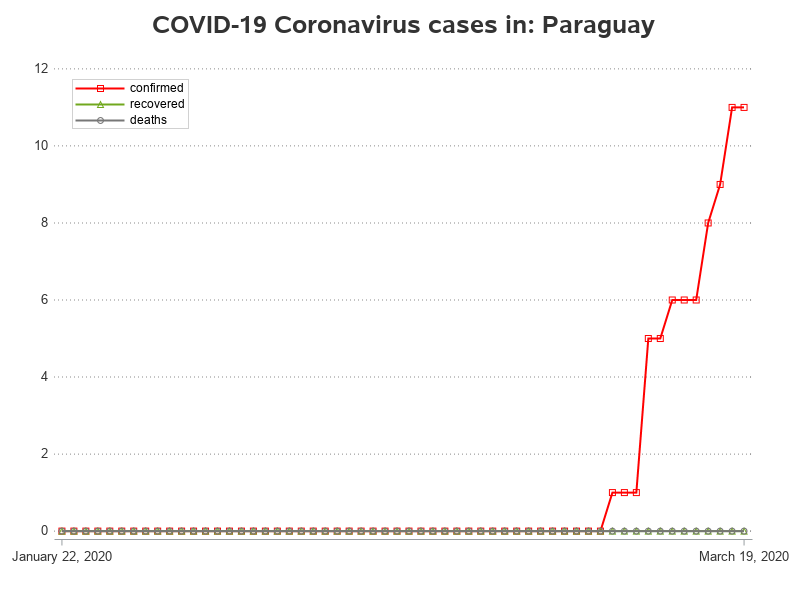 COVID-19 Coronavirus cases in: Paraguay
12
confirmed
recovered
deaths
10
8
6
4
2
0
January 22, 2020
March 19, 2020